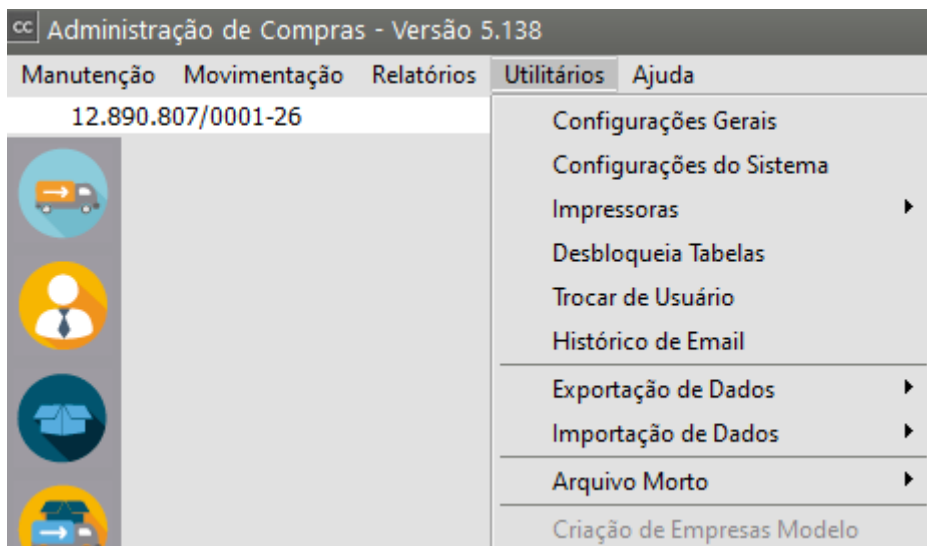 CC Administração de Compras - Versão 5.138
Manutenção Movimentação Relatórios Utilitários Ajuda
12.890.807/0001-26
Configurações Gerais
Configurações do Sistema
Impressoras
Desbloqueia Tabelas
Trocar de Usuário
Histórico de Email
Exportação de Dados
Importação de Dados
Arquivo Morto
Criação de Empresas Modelo